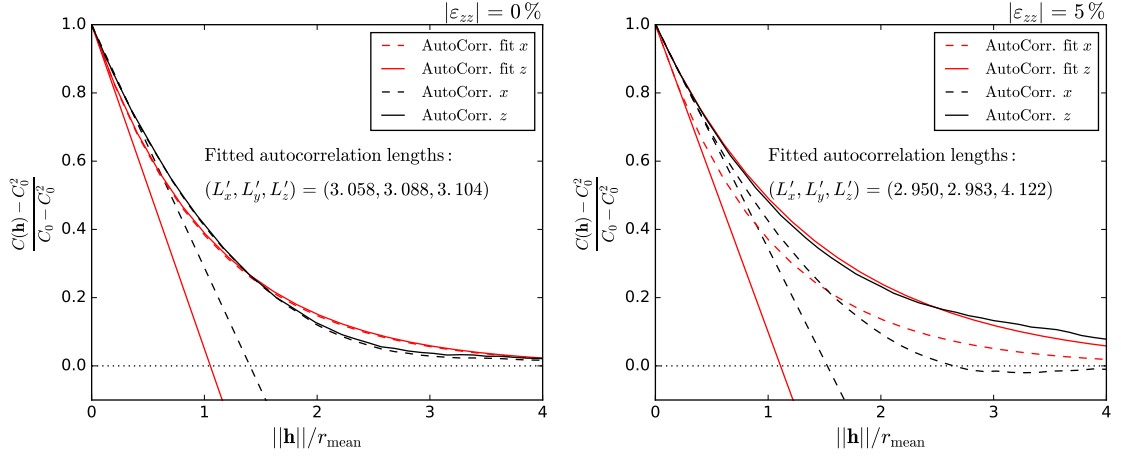 |ε_zz| = 0 %
1.0
0.8
0.6
0.4
0.2
0.0
C(h) − C_0^2
C_0 − C_0^2
AutoCorr. fit x
AutoCorr. fit z
AutoCorr. x
AutoCorr. z
Fitted autocorrelation lengths :
(L′_x, L′_y, L′_z) = (3.058, 3.088, 3.104)
0 1 2 3 4
||h||/r_mean
|ε_zz| = 5 %
1.0
0.8
0.6
0.4
0.2
0.0
C(h) − C_0^2
C_0 − C_0^2
AutoCorr. fit x
AutoCorr. fit z
AutoCorr. x
AutoCorr. z
Fitted autocorrelation lengths :
(L′_x, L′_y, L′_z) = (2.950, 2.983, 4.122)
0 1 2 3 4
||h||/r_mean